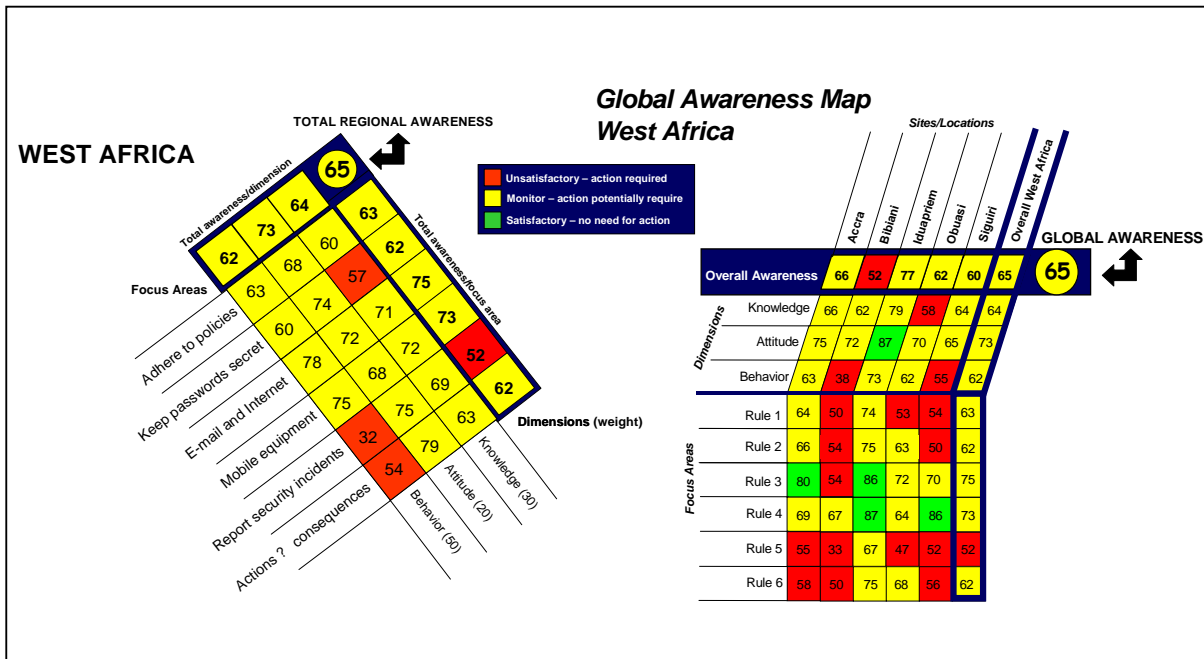 WEST AFRICA
TOTAL REGIONAL AWARENESS
Total awareness/dimension
62 73 64 65
Total awareness/focus area
Focus Areas
Adhere to policies 63 68 60 63
Keep passwords secret 60 74 57 62
E-mail and Internet 78 72 71 75
Mobile equipment 75 68 72 73
Report security incidents 32 75 69 52
Actions ? consequences 54 79 63 62
Behavior (50)
Attitude (20)
Knowledge (30)
Dimensions (weight)
Global Awareness Map
West Africa
Unsatisfactory – action required
Monitor – action potentially require
Satisfactory – no need for action
Sites/Locations
Accra
Bibiani
Iduapriem
Obuasi
Siguiri
Overall West Africa
GLOBAL AWARENESS
Overall Awareness 66 52 77 62 60 65 65
Dimensions
Knowledge 66 62 79 58 64 64
Attitude 75 72 87 70 65 73
Behavior 63 38 73 62 55 62
Focus Areas
Rule 1 64 50 74 53 54 63
Rule 2 66 54 75 63 50 62
Rule 3 80 54 86 72 70 75
Rule 4 69 67 87 64 86 73
Rule 5 55 33 67 47 52 52
Rule 6 58 50 75 68 56 62